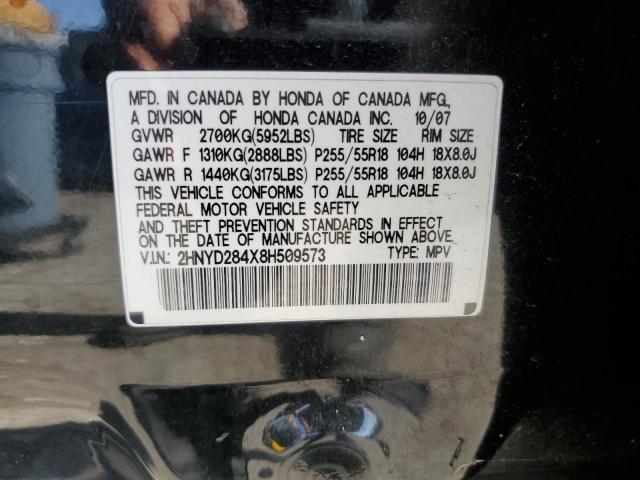 MFD. IN CANADA BY HONDA OF CANADA MFG.,
A DIVISION OF HONDA CANADA INC. 10/07
GVWR 2700KG(5952LBS) TIRE SIZE RIM SIZE
GAWR F 1310KG(2888LBS) P255/55R18 104H 18X8.0J
GAWR R 1440KG(3175LBS) P255/55R18 104H 18X8.0J
THIS VEHICLE CONFORMS TO ALL APPLICABLE
FEDERAL MOTOR VEHICLE SAFETY
AND THEFT PREVENTION STANDARDS IN EFFECT
ON THE DATE OF MANUFACTURE SHOWN ABOVE.
V.I.N.: 2HNYD284X8H509573 TYPE: MPV